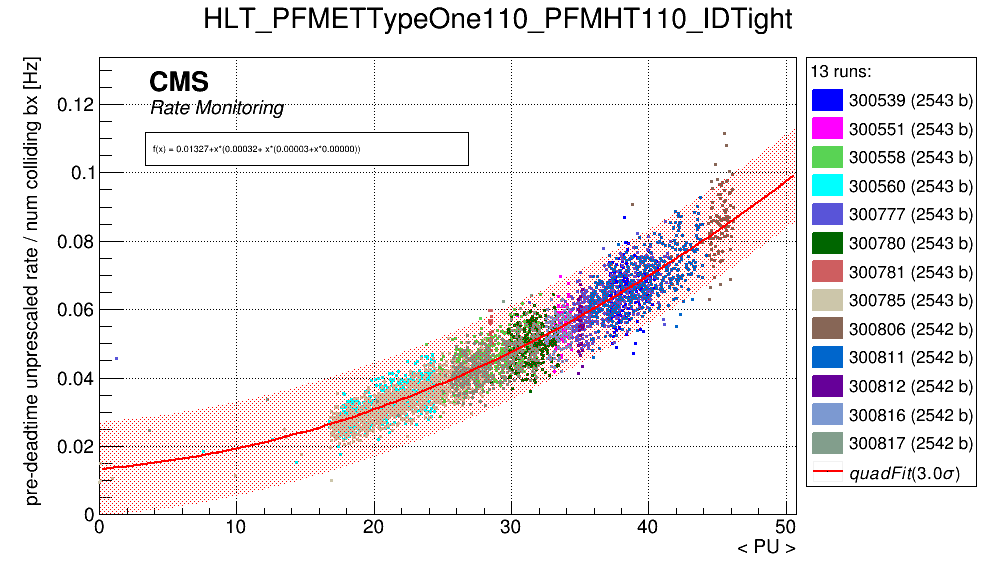 HLT_PFMETTypeOne110_PFMHT110_IDTight
pre-deadtime unprescaled rate / num colliding bx [Hz]
CMS
Rate Monitoring
f(x) = 0.01327+x*(0.00032+ x*(0.00003+x*0.00000))
0.12
0.1
0.08
0.06
0.04
0.02
0
0
10
20
30
40
50
< PU >
13 runs:
300539 (2543 b)
300551 (2543 b)
300558 (2543 b)
300560 (2543 b)
300777 (2543 b)
300780 (2543 b)
300781 (2543 b)
300785 (2543 b)
300806 (2542 b)
300811 (2542 b)
300812 (2542 b)
300816 (2542 b)
300817 (2542 b)
quadFit(3.0σ)